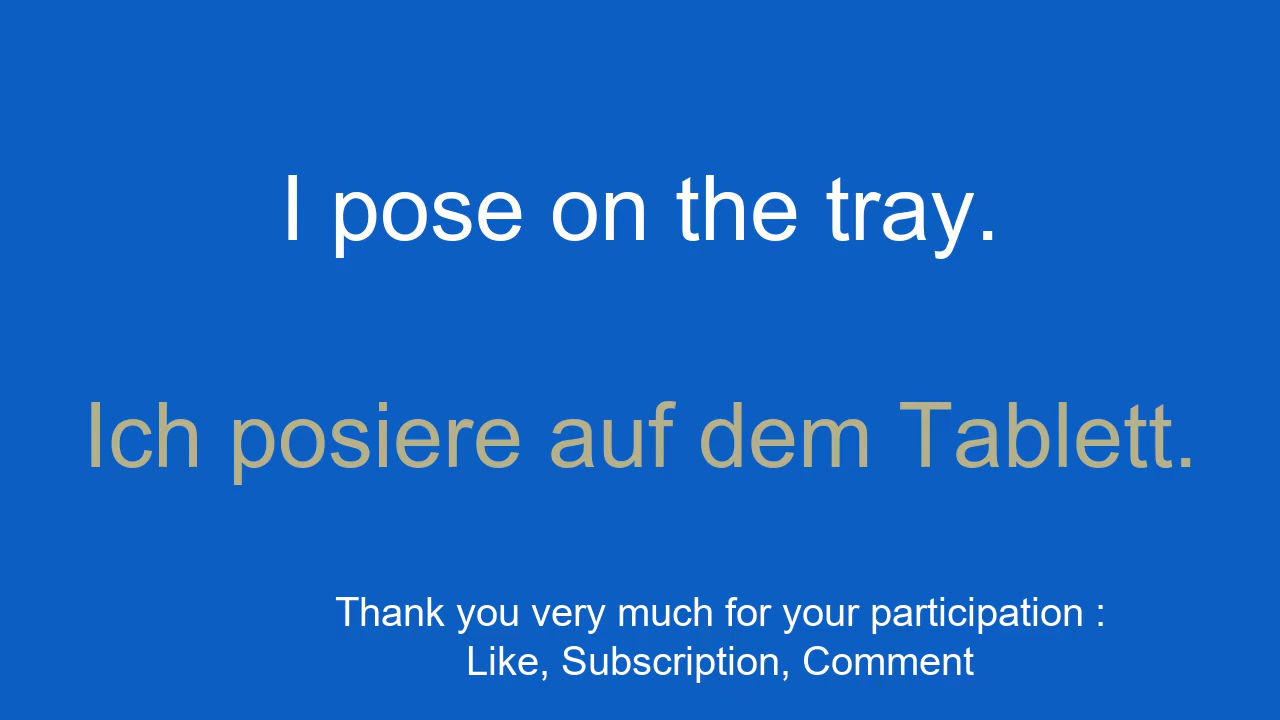 I pose on the tray.
Ich posiere auf dem Tablett.
Thank you very much for your participation :
Like, Subscription, Comment